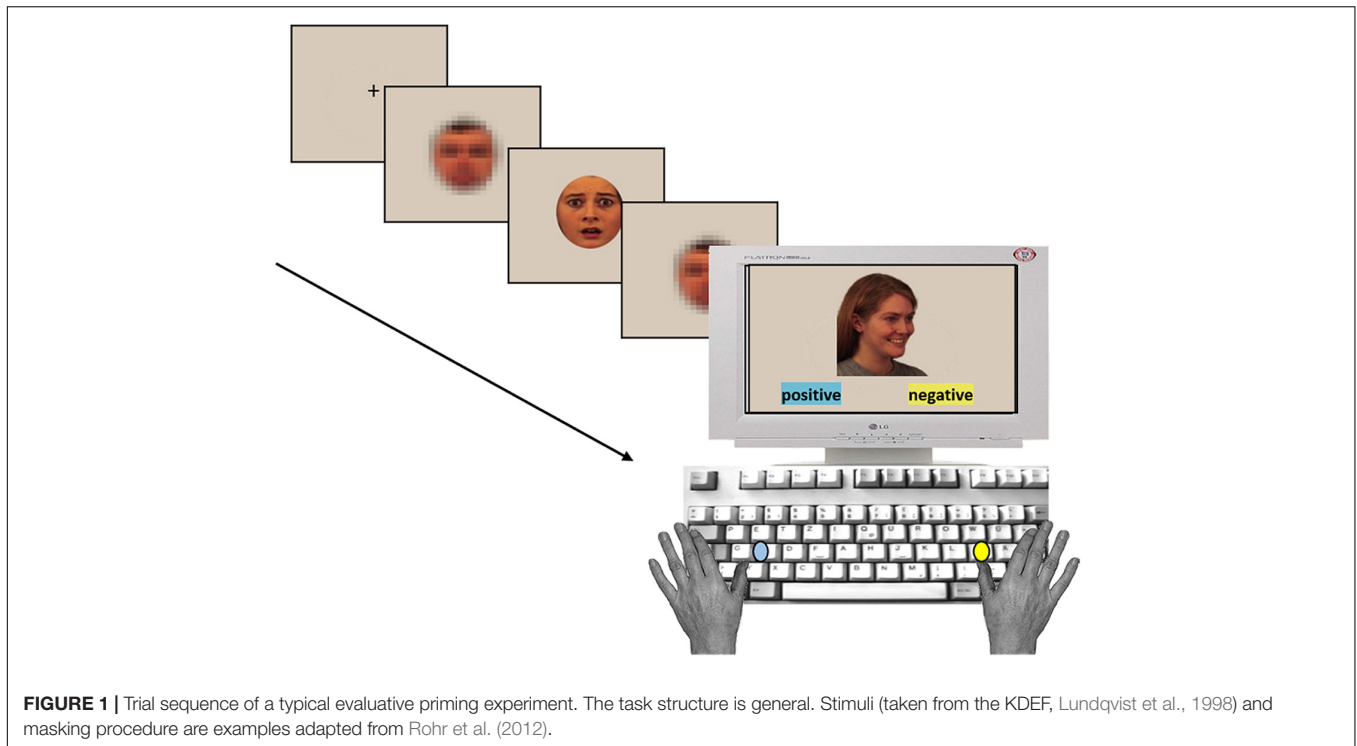 +
FLATRON
positive negative
LG
P E T Z I Q U R O W
G D F A H J K L
X C V B N M
FIGURE 1 | Trial sequence of a typical evaluative priming experiment. The task structure is general. Stimuli (taken from the KDEF, Lundqvist et al., 1998) and
masking procedure are examples adapted from Rohr et al. (2012).